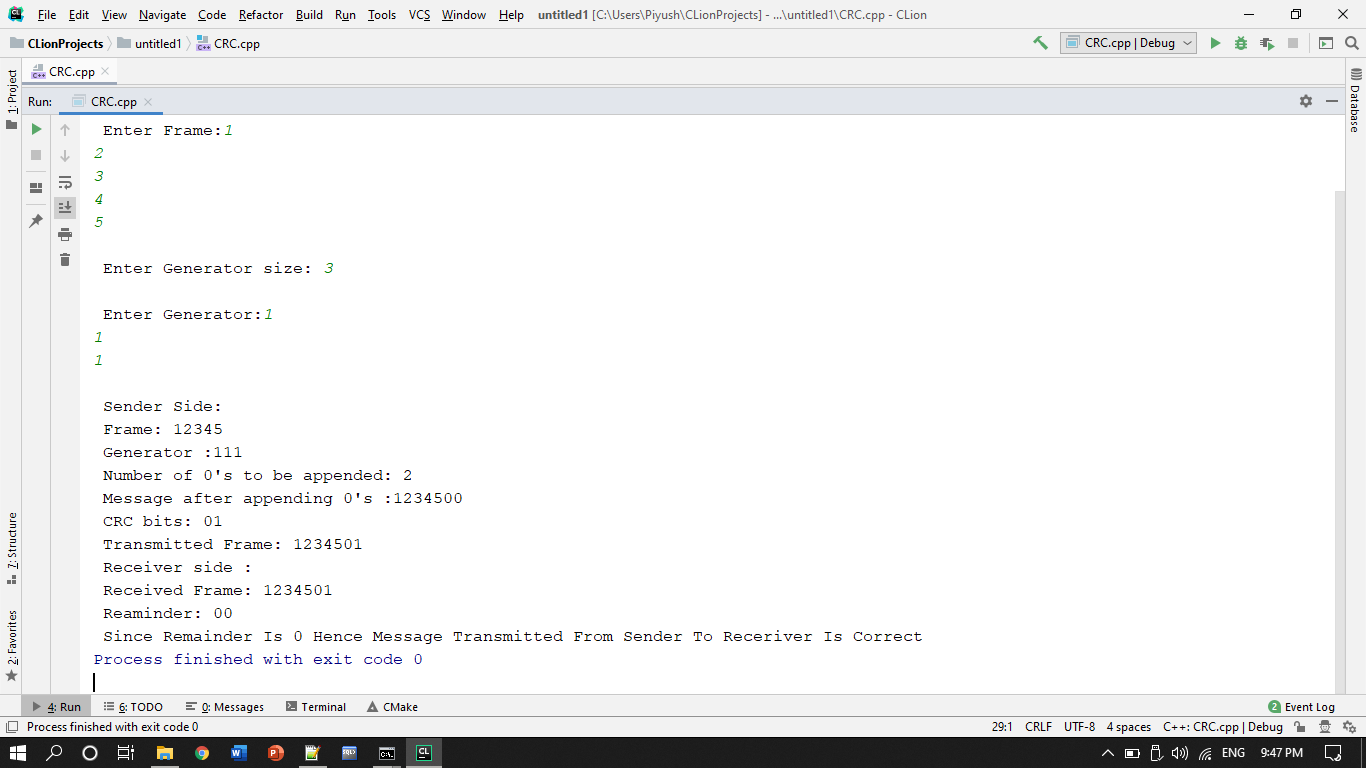 File Edit View Navigate Code Refactor Build Run Tools VCS Window Help untitled1 [C:\Users\Piyush\CLionProjects] - ...\untitled1\CRC.cpp - CLion
CLionProjects untitled1 CRC.cpp CRC.cpp | Debug
CRC.cpp
1: Project
Database
Run: CRC.cpp
Enter Frame:1
2
3
4
5
Enter Generator size: 3
Enter Generator:1
1
1
Sender Side:
Frame: 12345
Generator :111
Number of 0's to be appended: 2
Message after appending 0's :1234500
CRC bits: 01
Transmitted Frame: 1234501
Receiver side :
Received Frame: 1234501
Reaminder: 00
Since Remainder Is 0 Hence Message Transmitted From Sender To Receriver Is Correct
Process finished with exit code 0
7: Structure
2: Favorites
4: Run 6: TODO 0: Messages Terminal CMake 2 Event Log
Process finished with exit code 0 29:1 CRLF UTF-8 4 spaces C++: CRC.cpp | Debug
ENG 9:47 PM